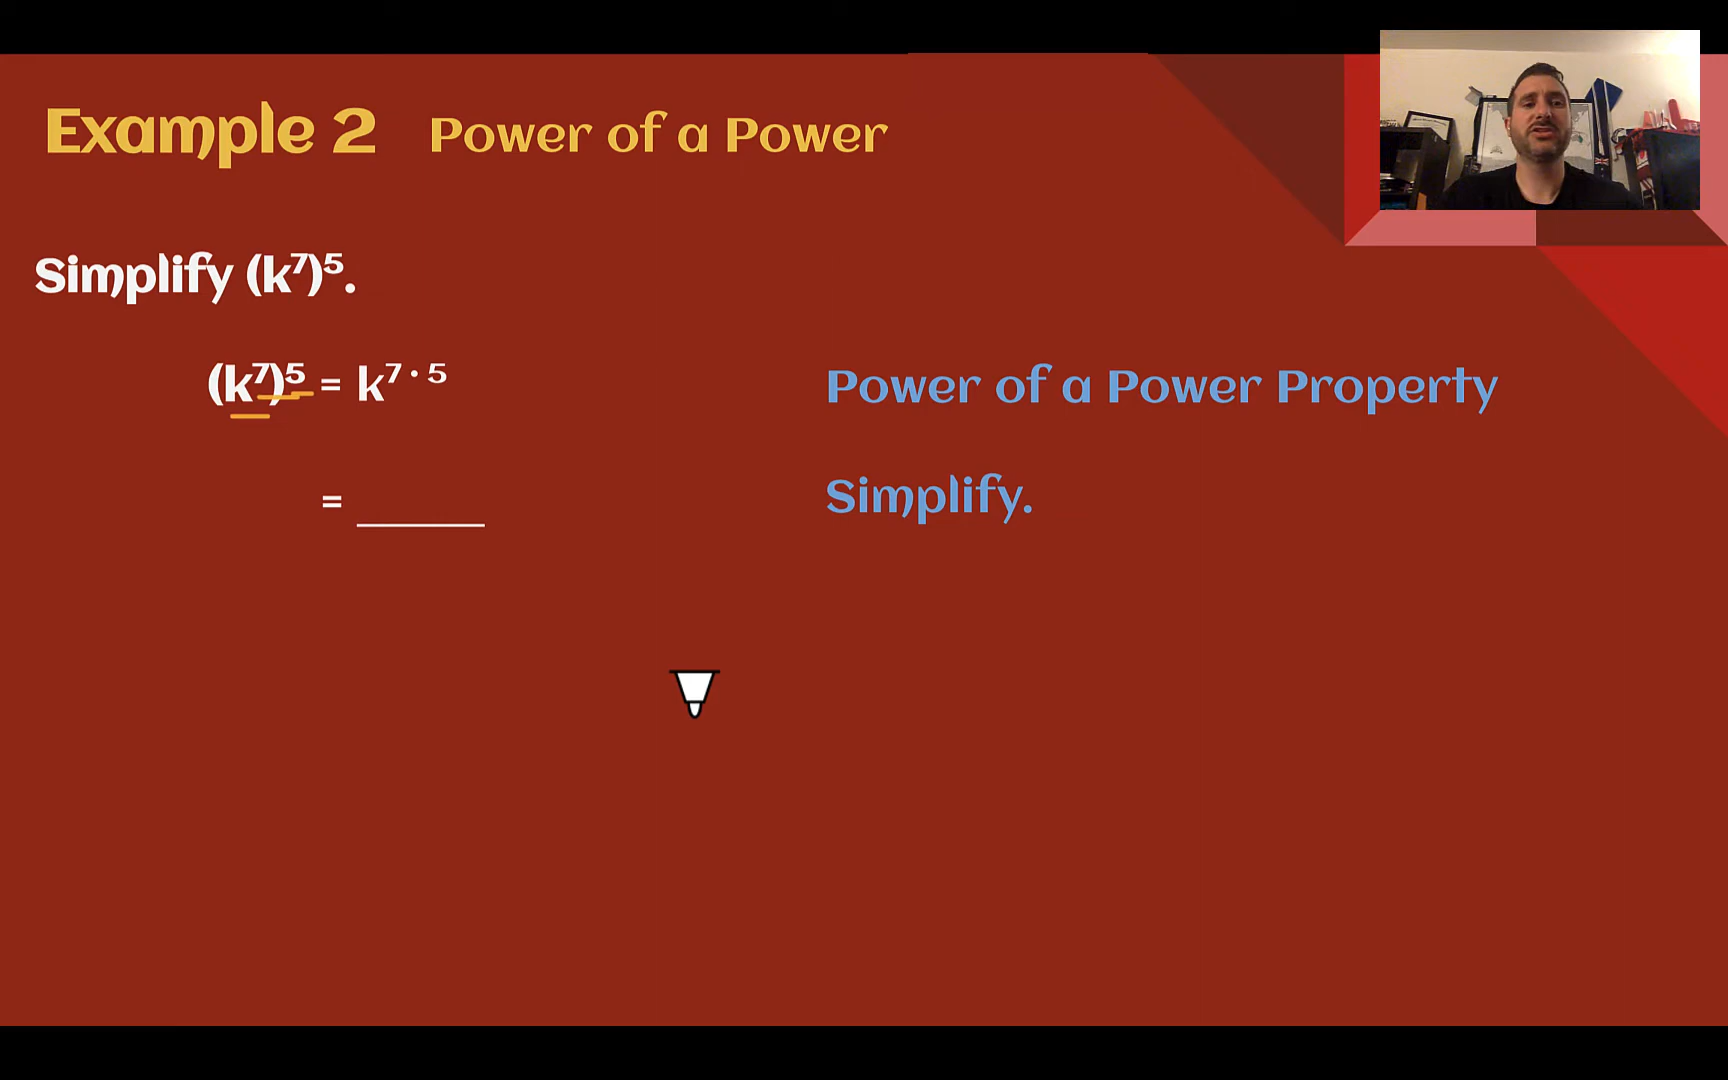 Example 2 Power of a Power
Simplify (k⁷)⁵.
(k⁷)⁵ = k⁷ · ⁵ Power of a Power Property
= ______ Simplify.